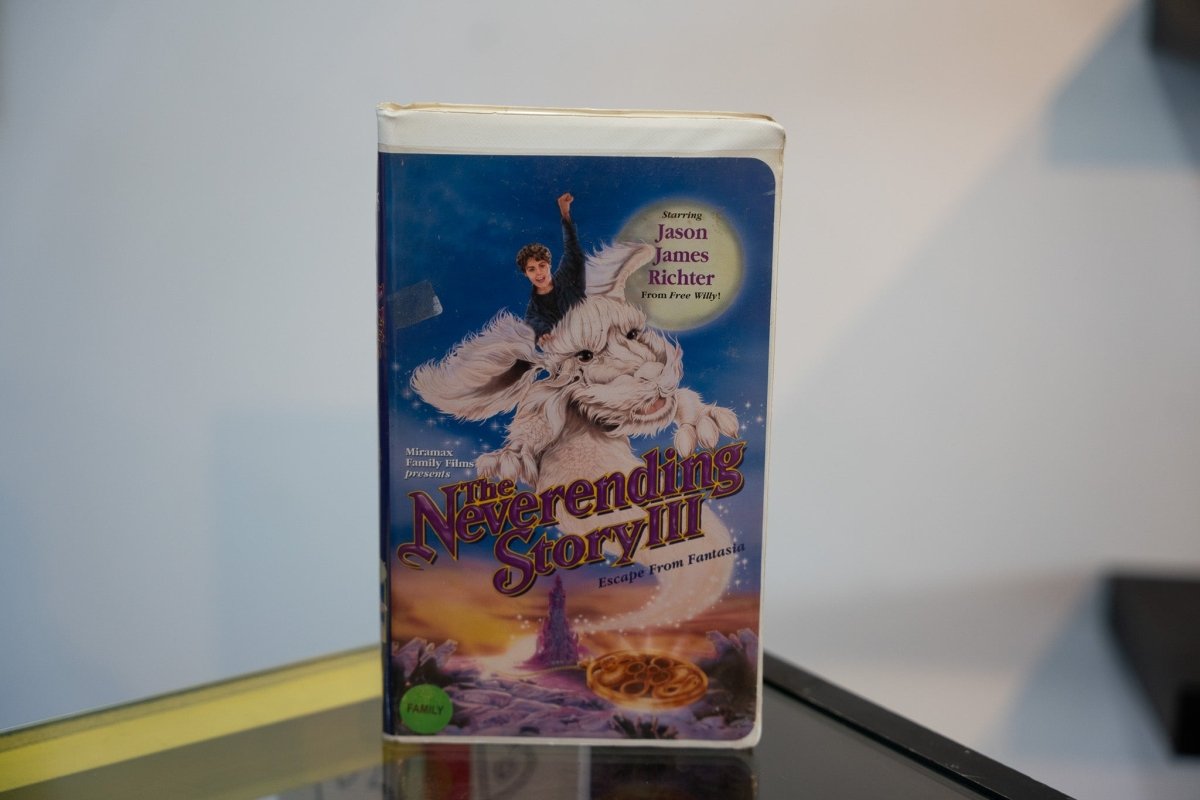 Starring
Jason
James
Richter
From Free Willy!
Miramax
Family Films
presents
The
Neverending
Story III
Escape From Fantasia
FAMILY